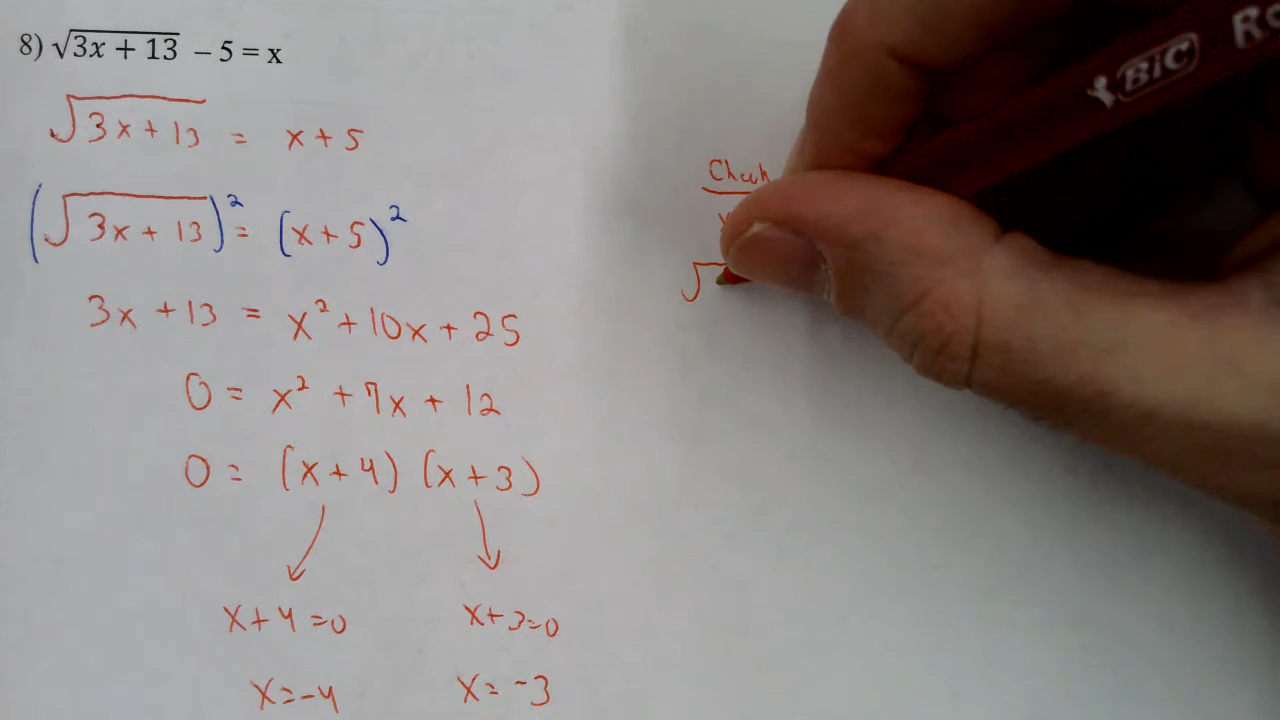 8) √3x + 13 – 5 = x
√3x + 13 = x + 5
(√3x + 13)² = (x + 5)²
3x + 13 = x² + 10x + 25
0 = x² + 7x + 12
0 = (x + 4) (x + 3)
x + 4 = 0 x + 3 = 0
x = -4 x = -3
Check
√
BIC